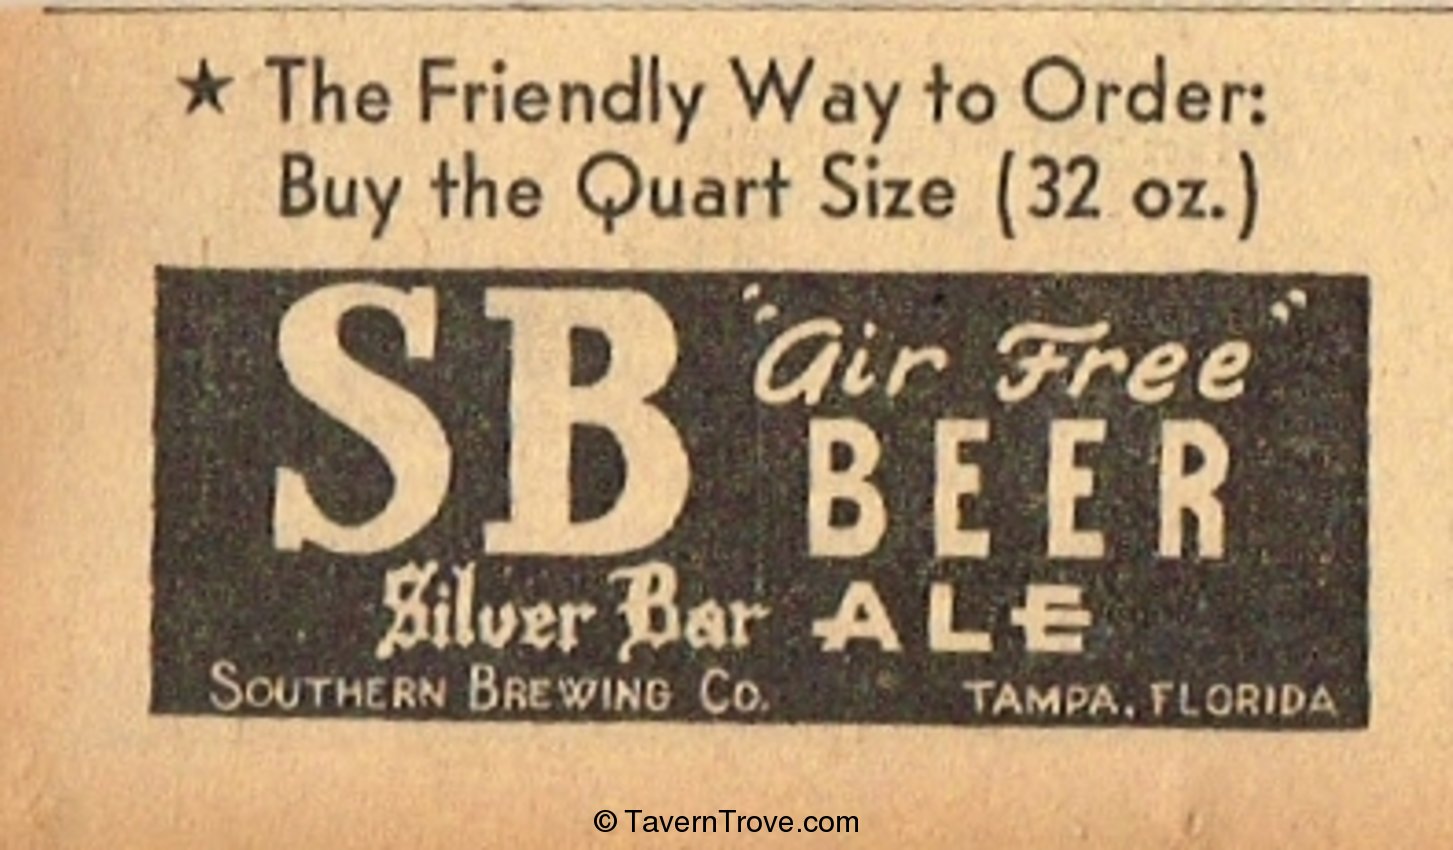 ★ The Friendly Way to Order:
Buy the Quart Size (32 oz.)
SB "Air Free"
BEER
Silver Bar ALE
SOUTHERN BREWING CO. TAMPA, FLORIDA
© TavernTrove.com